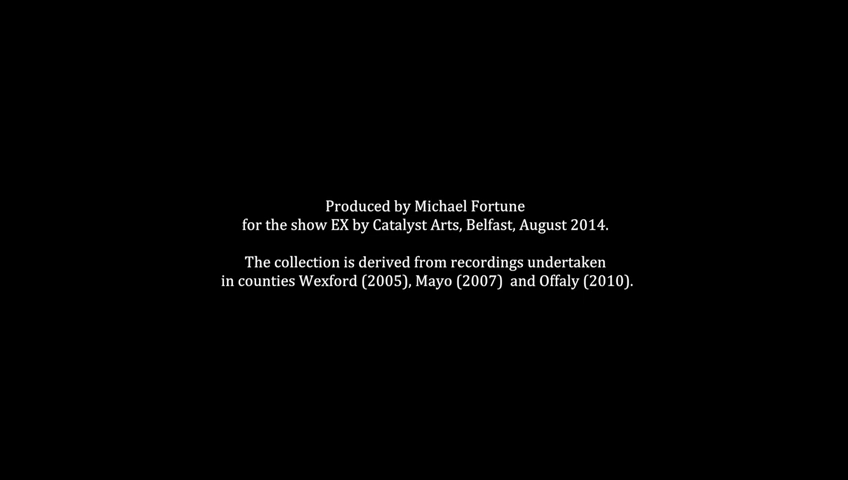 Produced by Michael Fortune
for the show EX by Catalyst Arts, Belfast, August 2014.
The collection is derived from recordings undertaken
in counties Wexford (2005), Mayo (2007)  and Offaly (2010).